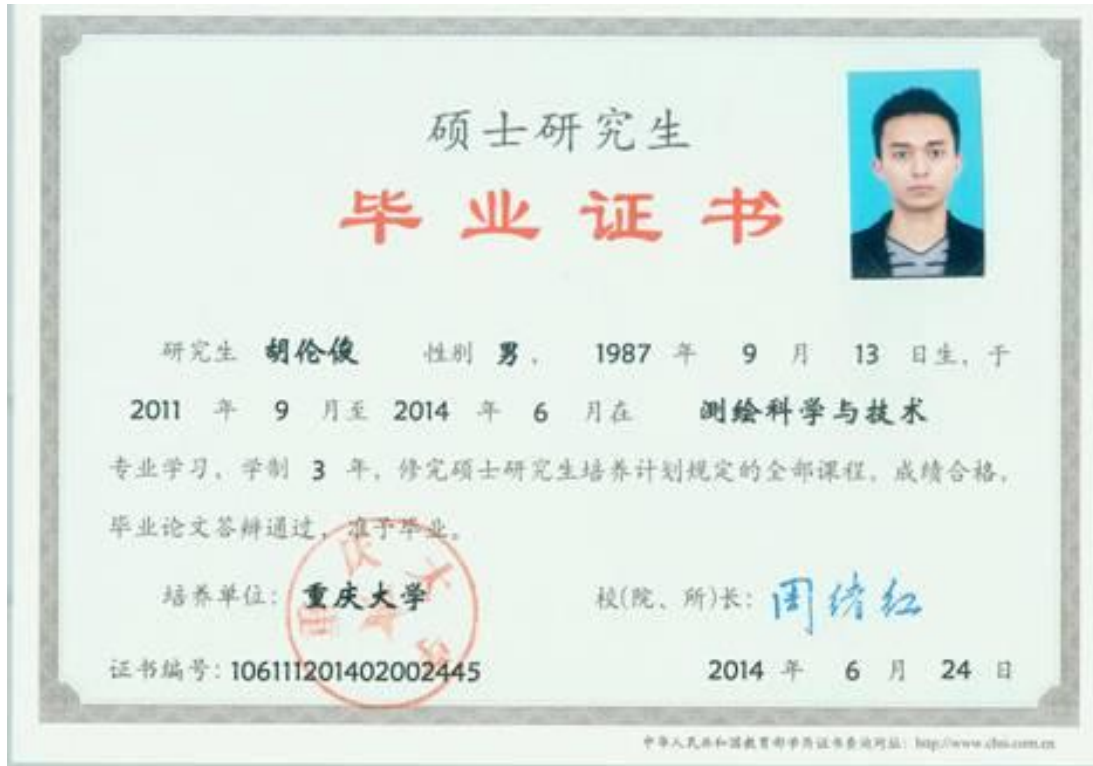 硕士研究生
毕业证书
研究生 胡伦俊 性别 男, 1987 年 9 月 13 日生, 于
2011 年 9 月至 2014 年 6 月在 测绘科学与技术
专业学习, 学制 3 年, 修完硕士研究生培养计划规定的全部课程, 成绩合格,
毕业论文答辩通过, 准予毕业。
培养单位: 重庆大学 校(院、所)长: 周绪红
重庆大学
证书编号: 106111201402002445 2014 年 6 月 24 日
中华人民共和国教育部学历证书查询网址: http://www.chsi.com.cn